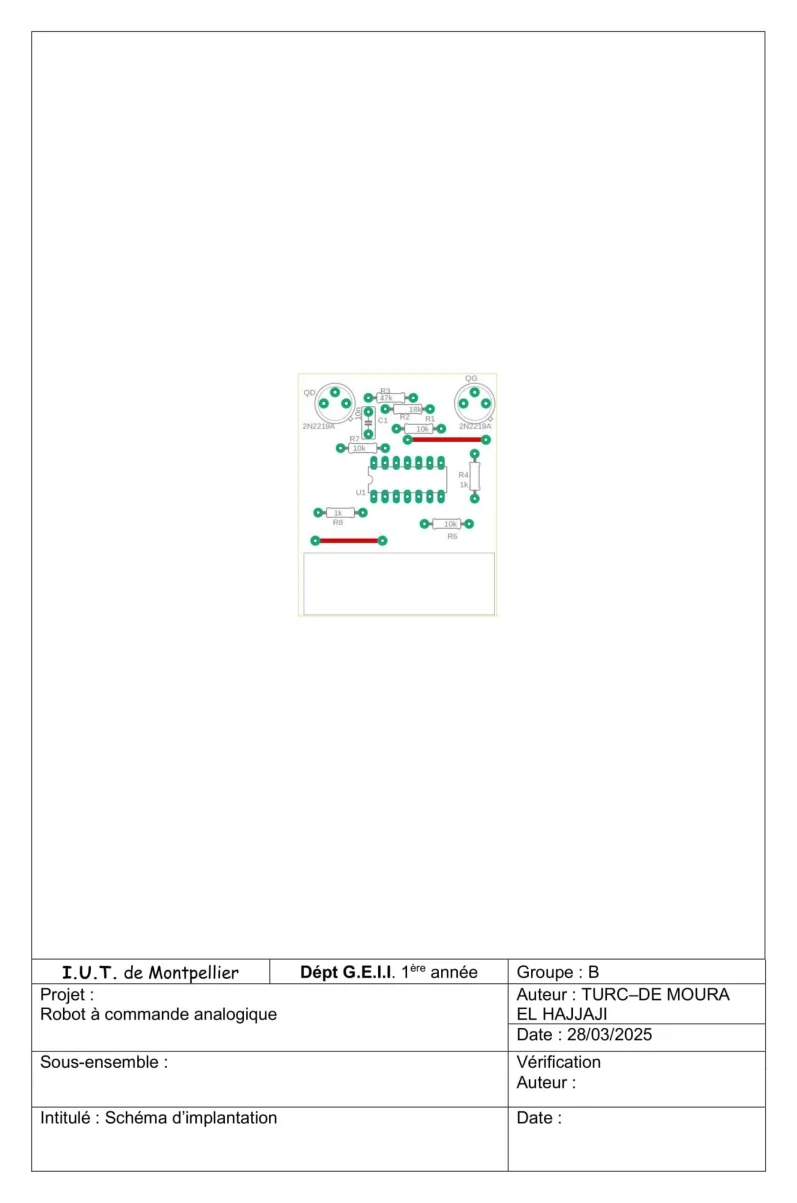 QG
QD
R3
47k
18k
R2
R1
10n
C1
10k
2N2219A
2N2219A
R7
10k
R4
1k
U1
1k
R8
10k
R6
I.U.T. de Montpellier
Dépt G.E.I.I. 1ère année
Groupe : B
Projet :
Robot à commande analogique
Auteur : TURC–DE MOURA
EL HAJJAJI
Date : 28/03/2025
Sous-ensemble :
Vérification
Auteur :
Intitulé : Schéma d’implantation
Date :